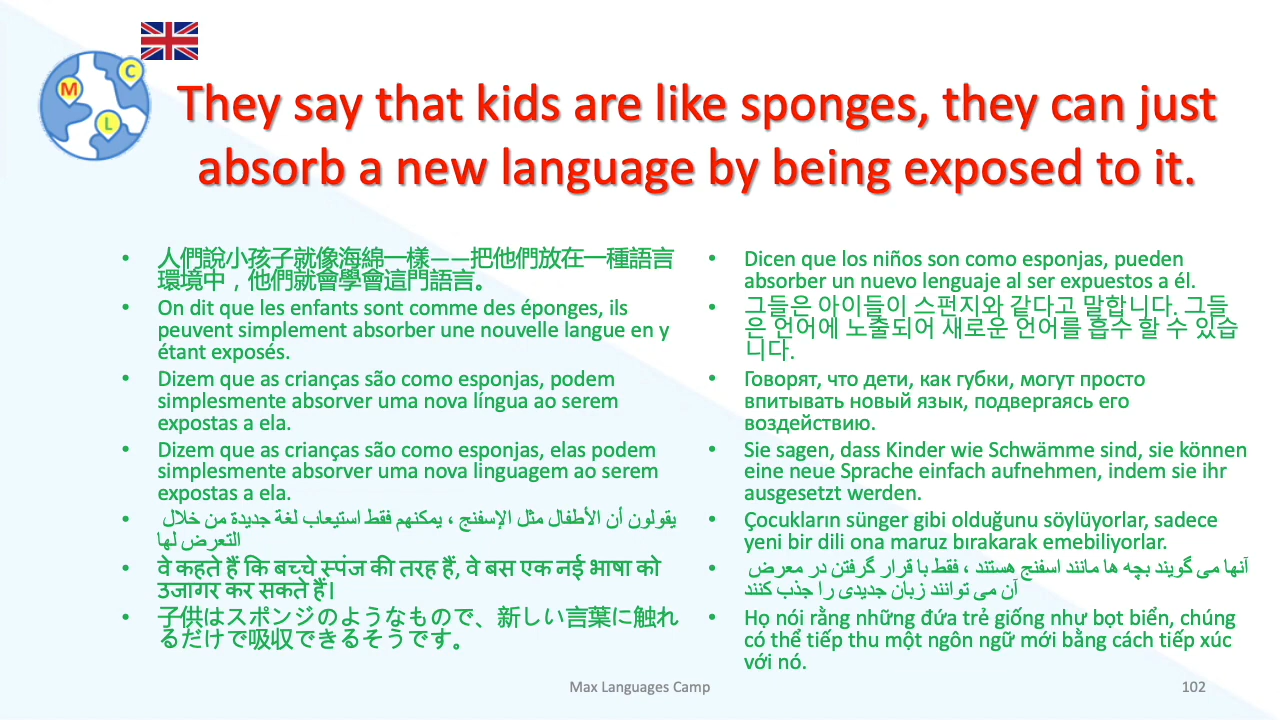 M
C
L
They say that kids are like sponges, they can just
absorb a new language by being exposed to it.
• 人們說小孩子就像海綿一樣——把他們放在一種語言
環境中，他們就會學會這門語言。
• On dit que les enfants sont comme des éponges, ils
peuvent simplement absorber une nouvelle langue en y
étant exposés.
• Dizem que as crianças são como esponjas, podem
simplesmente absorver uma nova língua ao serem
expostas a ela.
• Dizem que as crianças são como esponjas, elas podem
simplesmente absorver uma nova linguagem ao serem
expostas a ela.
• يقولون أن الأطفال مثل الإسفنج ، يمكنهم فقط استيعاب لغة جديدة من خلال
التعرض لها
• वे कहते हैं कि बच्चे स्पंज की तरह हैं, वे बस एक नई भाषा को
उजागर कर सकते हैं।
• 子供はスポンジのようなもので、新しい言葉に触れ
るだけで吸収できるそうです。
• Dicen que los niños son como esponjas, pueden
absorber un nuevo lenguaje al ser expuestos a él.
• 그들은 아이들이 스펀지와 같다고 말합니다. 그들
은 언어에 노출되어 새로운 언어를 흡수 할 수 있습
니다.
• Говорят, что дети, как губки, могут просто
впитывать новый язык, подвергаясь его
воздействию.
• Sie sagen, dass Kinder wie Schwämme sind, sie können
eine neue Sprache einfach aufnehmen, indem sie ihr
ausgesetzt werden.
• Çocukların sünger gibi olduğunu söylüyorlar, sadece
yeni bir dili ona maruz bırakarak emebiliyorlar.
• آنها می گویند بچه ها مانند اسفنج هستند ، فقط با قرار گرفتن در معرض
آن می توانند زبان جدیدی را جذب کنند
• Họ nói rằng những đứa trẻ giống như bọt biển, chúng
có thể tiếp thu một ngôn ngữ mới bằng cách tiếp xúc
với nó.
Max Languages Camp
102